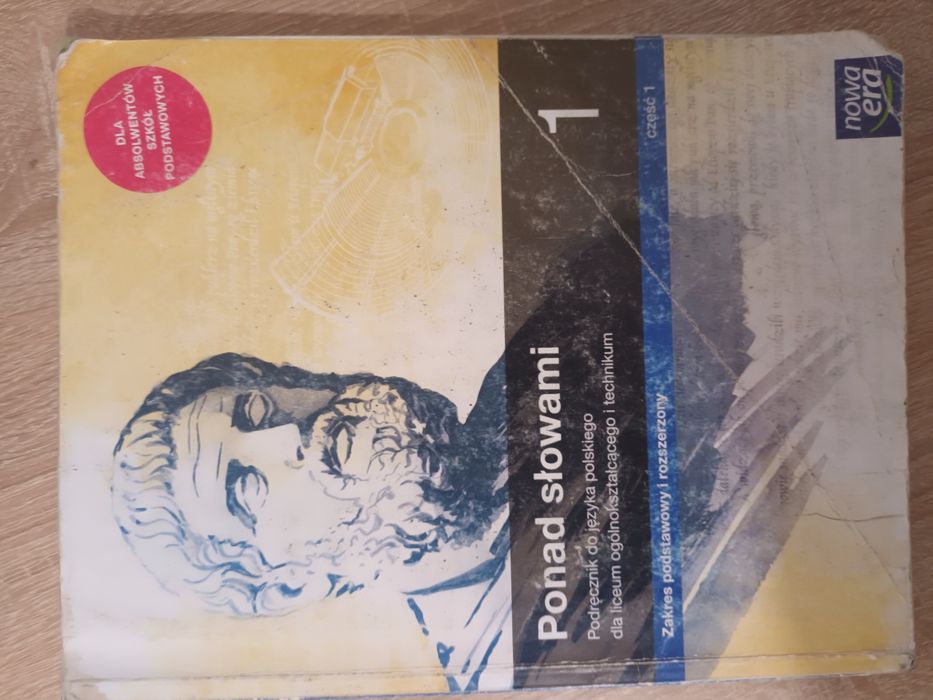 DLA
ABSOLWENTÓW
SZKÓŁ
PODSTAWOWYCH
Ponad słowami 1
Podręcznik do języka polskiego
dla liceum ogólnokształcącego i technikum
Zakres podstawowy i rozszerzony
część 1
nowa
era